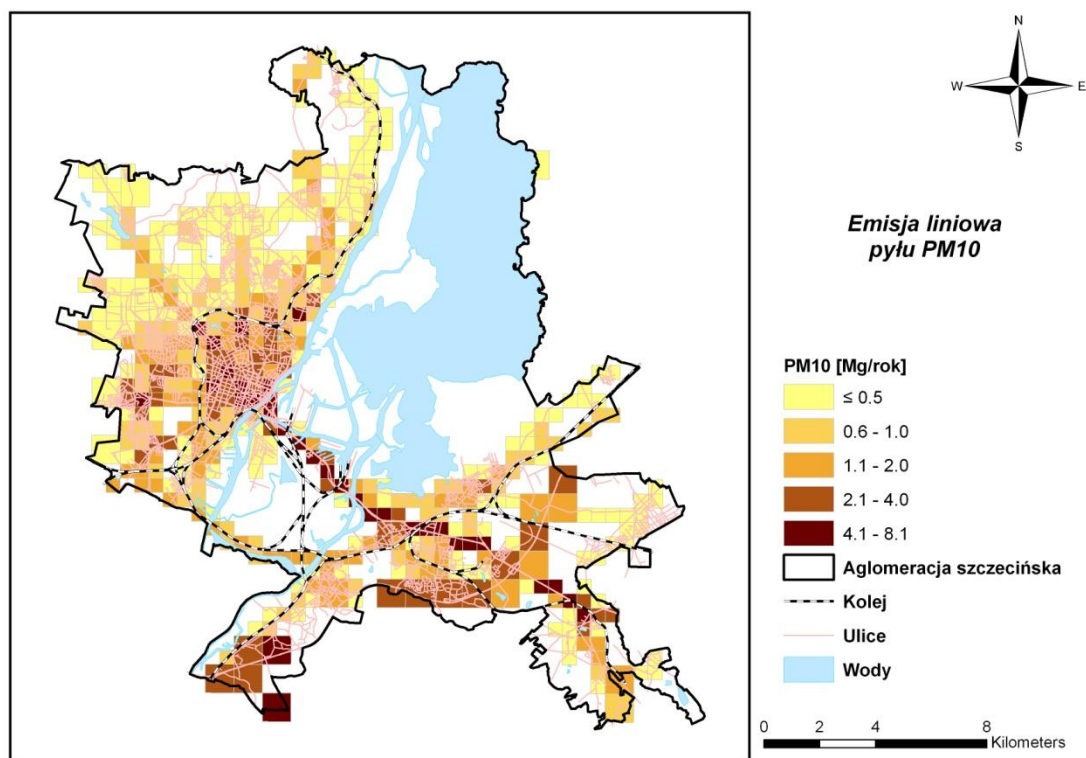 N
W E
S
Emisja liniowa
pyłu PM10
PM10 [Mg/rok]
≤ 0.5
0.6 - 1.0
1.1 - 2.0
2.1 - 4.0
4.1 - 8.1
Aglomeracja szczecińska
Kolej
Ulice
Wody
0 2 4 8
Kilometers